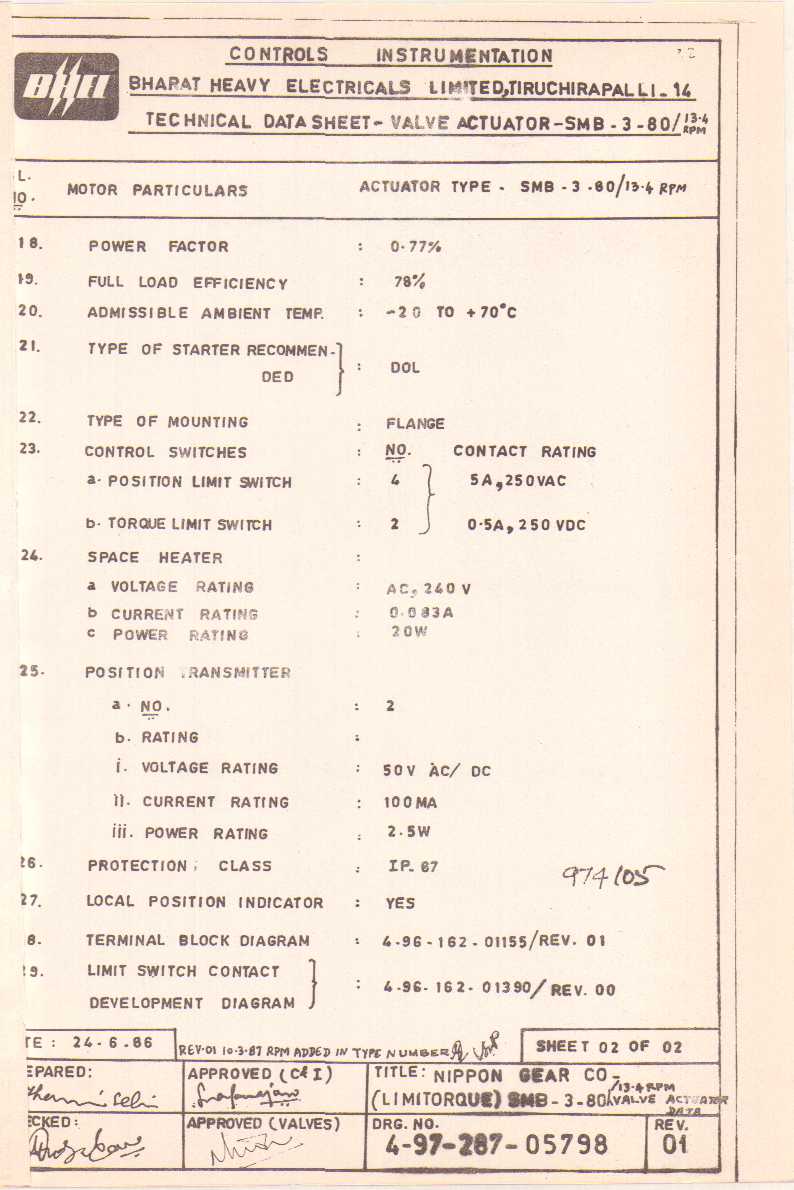 BHEL
CONTROLS INSTRUMENTATION
BHARAT HEAVY ELECTRICALS LIMITED,TIRUCHIRAPALLI-14
TECHNICAL DATA SHEET-VALVE ACTUATOR-SMB-3-80/13·4 RPM
L. MOTOR PARTICULARS ACTUATOR TYPE - SMB-3-80/13·4 RPM
NO.
18. POWER FACTOR : 0·77%
19. FULL LOAD EFFICIENCY : 78%
20. ADMISSIBLE AMBIENT TEMP. : -20 TO +70°C
21. TYPE OF STARTER RECOMMEN-
DED : DOL
22. TYPE OF MOUNTING : FLANGE
23. CONTROL SWITCHES : NO. CONTACT RATING
a· POSITION LIMIT SWITCH : 4 5A,250VAC
b· TORQUE LIMIT SWITCH : 2 0·5A,250 VDC
24. SPACE HEATER :
a VOLTAGE RATING : AC, 240 V
b CURRENT RATING : 0·083A
c POWER RATING : 20W
25. POSITION TRANSMITTER
a· NO. : 2
b. RATING :
i. VOLTAGE RATING : 50V AC/ DC
ii. CURRENT RATING : 100MA
iii. POWER RATING : 2·5W
26. PROTECTION CLASS : IP-67
974/05
27. LOCAL POSITION INDICATOR : YES
8. TERMINAL BLOCK DIAGRAM : 4-96-162-01155/REV. 01
9. LIMIT SWITCH CONTACT
DEVELOPMENT DIAGRAM : 4-96-162-01390/REV. 00
TE: 24-6.86
REV·01 10·3·87 RPM ADDED IN TYPE NUMBER
SHEET 02 OF 02
EPARED:
APPROVED (C&I)
TITLE: NIPPON GEAR CO-
(LIMITORQUE) SMB-3-80/13·4 RPM VALVE ACTUATOR DATA
ECKED:
APPROVED (VALVES)
DRG. NO.
4-97-287-05798
REV.
01